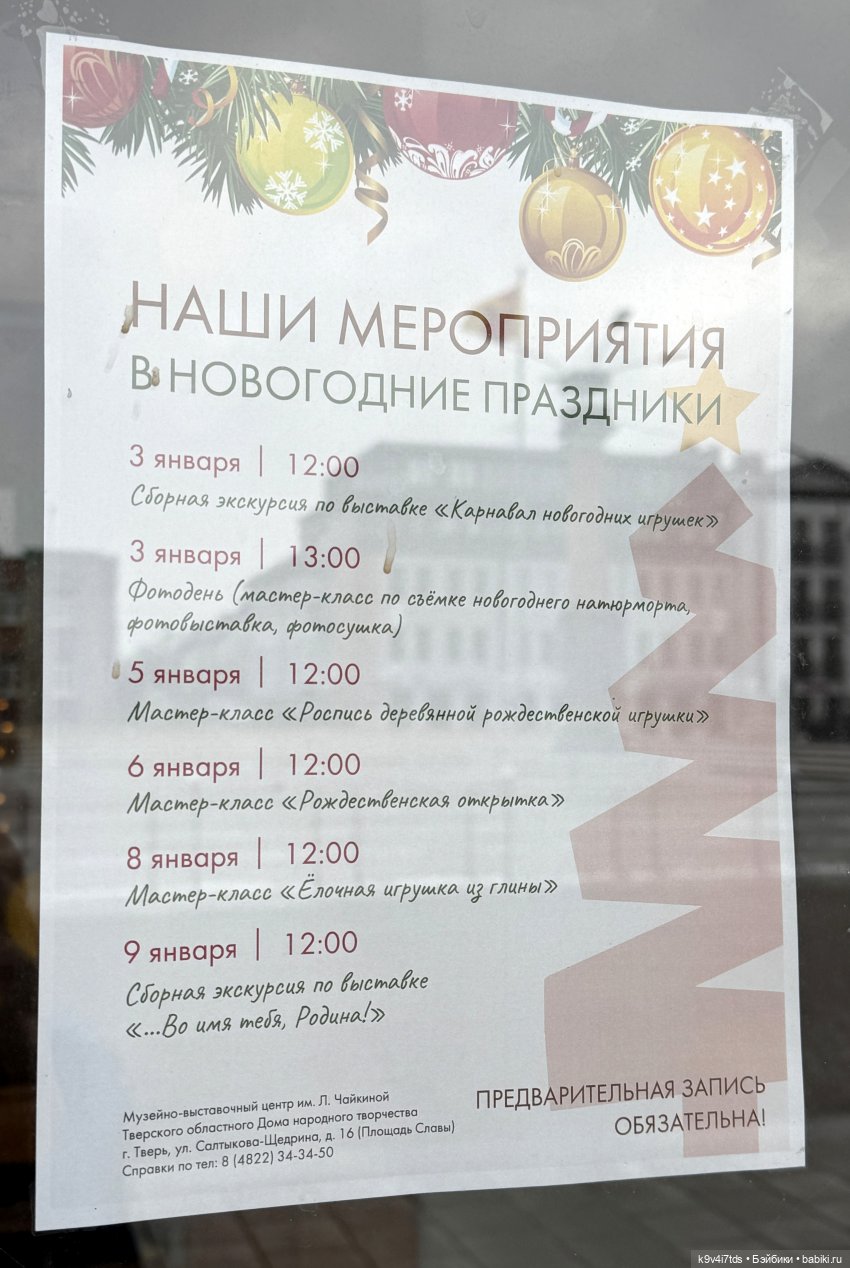 НАШИ МЕРОПРИЯТИЯ
В НОВОГОДНИЕ ПРАЗДНИКИ
3 января | 12:00
Сборная экскурсия по выставке «Карнавал новогодних игрушек»
3 января | 13:00
Фотодень (мастер-класс по съёмке новогоднего натюрморта,
фотовыставка, фотосушка)
5 января | 12:00
Мастер-класс «Роспись деревянной рождественской игрушки»
6 января | 12:00
Мастер-класс «Рождественская открытка»
8 января | 12:00
Мастер-класс «Ёлочная игрушка из глины»
9 января | 12:00
Сборная экскурсия по выставке
«...Во имя тебя, Родина!»
Музейно-выставочный центр им. Л. Чайкиной
Тверского областного Дома народного творчества
г. Тверь, ул. Салтыкова-Щедрина, д. 16 (Площадь Славы)
Справки по тел: 8 (4822) 34-34-50
ПРЕДВАРИТЕЛЬНАЯ ЗАПИСЬ
ОБЯЗАТЕЛЬНА!
k9v4i7tds • Бэйбики • babiki.ru